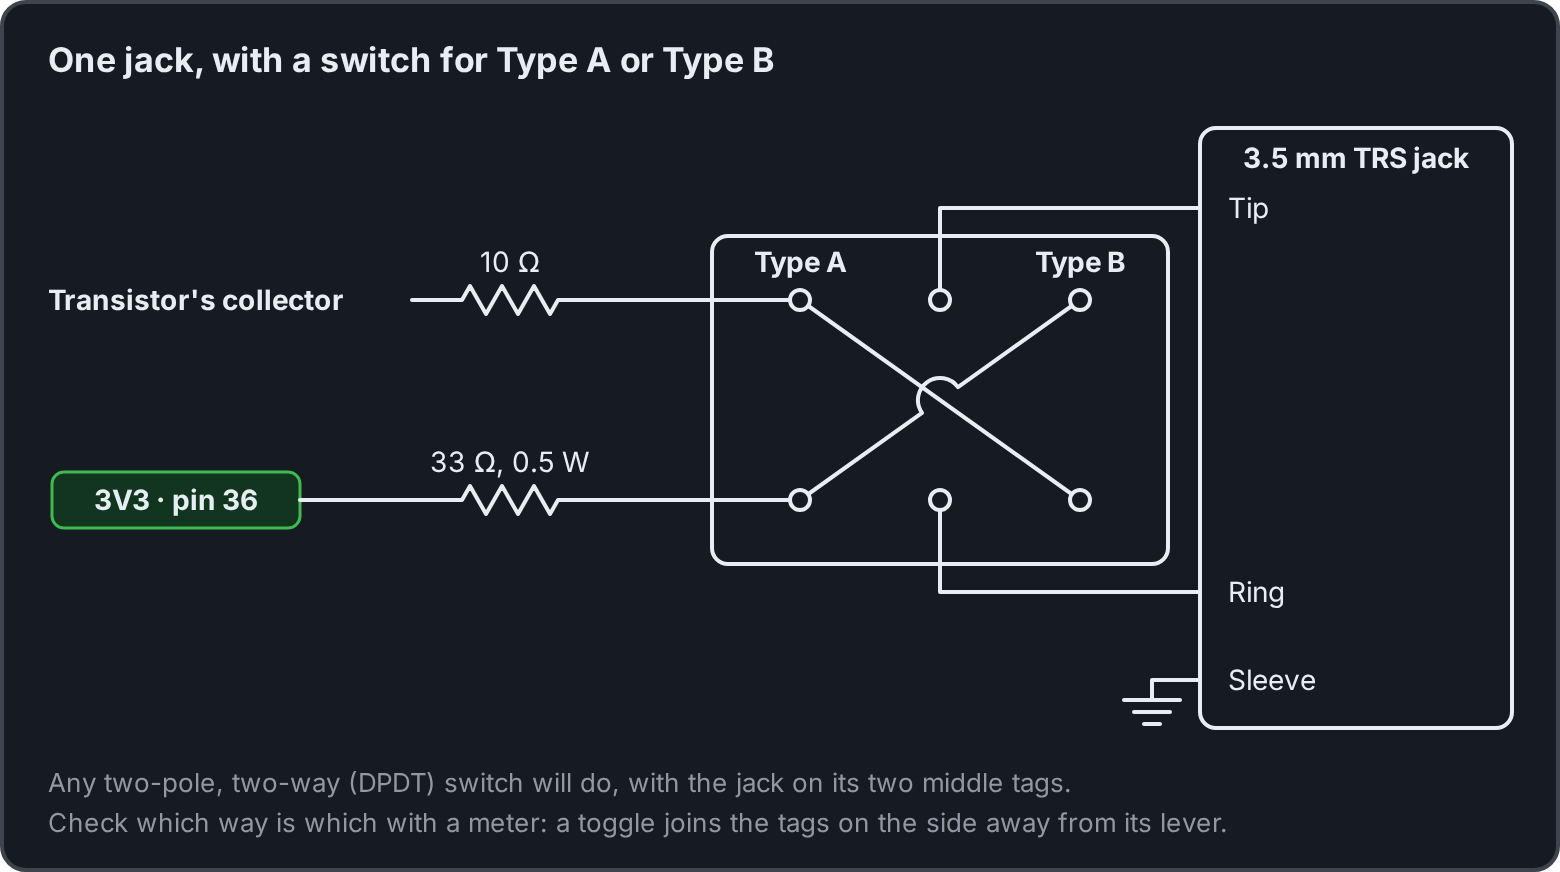 One jack, with a switch for Type A or Type B
3.5 mm TRS jack
Tip
Type A
Type B
10 Ω
Transistor's collector
33 Ω, 0.5 W
3V3 · pin 36
Ring
Sleeve
Any two-pole, two-way (DPDT) switch will do, with the jack on its two middle tags.
Check which way is which with a meter: a toggle joins the tags on the side away from its lever.